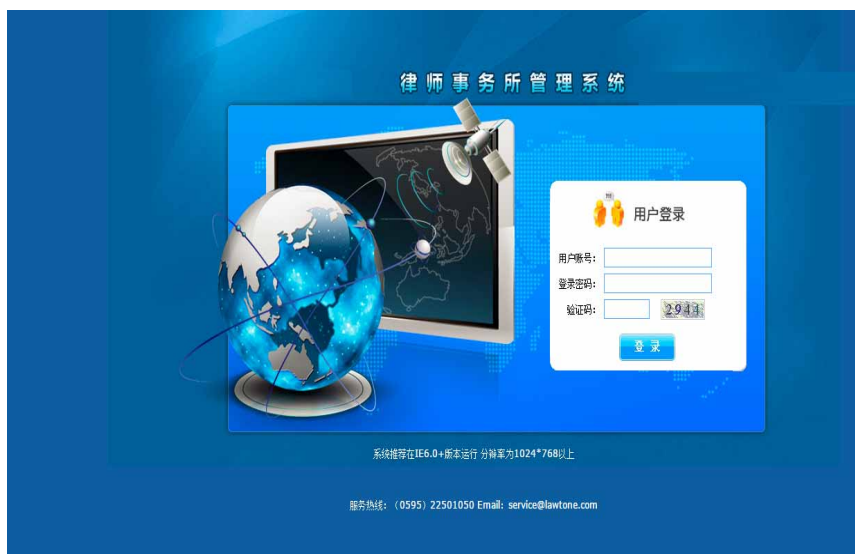 律师事务所管理系统
用户登录
用户账号：
登录密码：
验证码： 2944
登 录
系统推荐在IE6.0+版本运行 分辨率为1024*768以上
服务热线：（0595）22501050 Email：service@lawtone.com